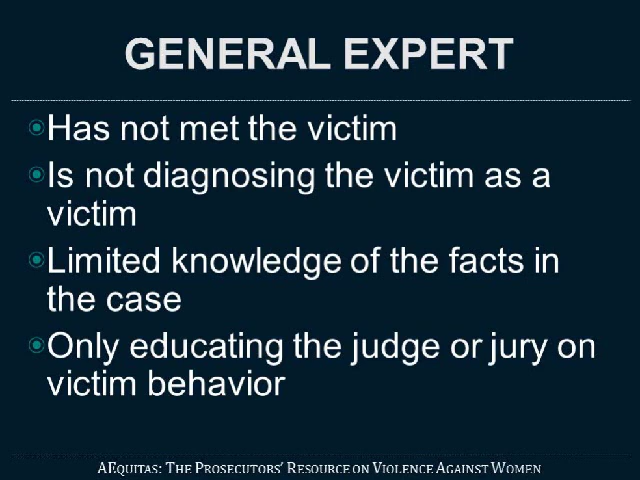 GENERAL EXPERT
Has not met the victim
Is not diagnosing the victim as a
victim
Limited knowledge of the facts in
the case
Only educating the judge or jury on
victim behavior
AEquitas: The Prosecutors’ Resource on Violence Against Women